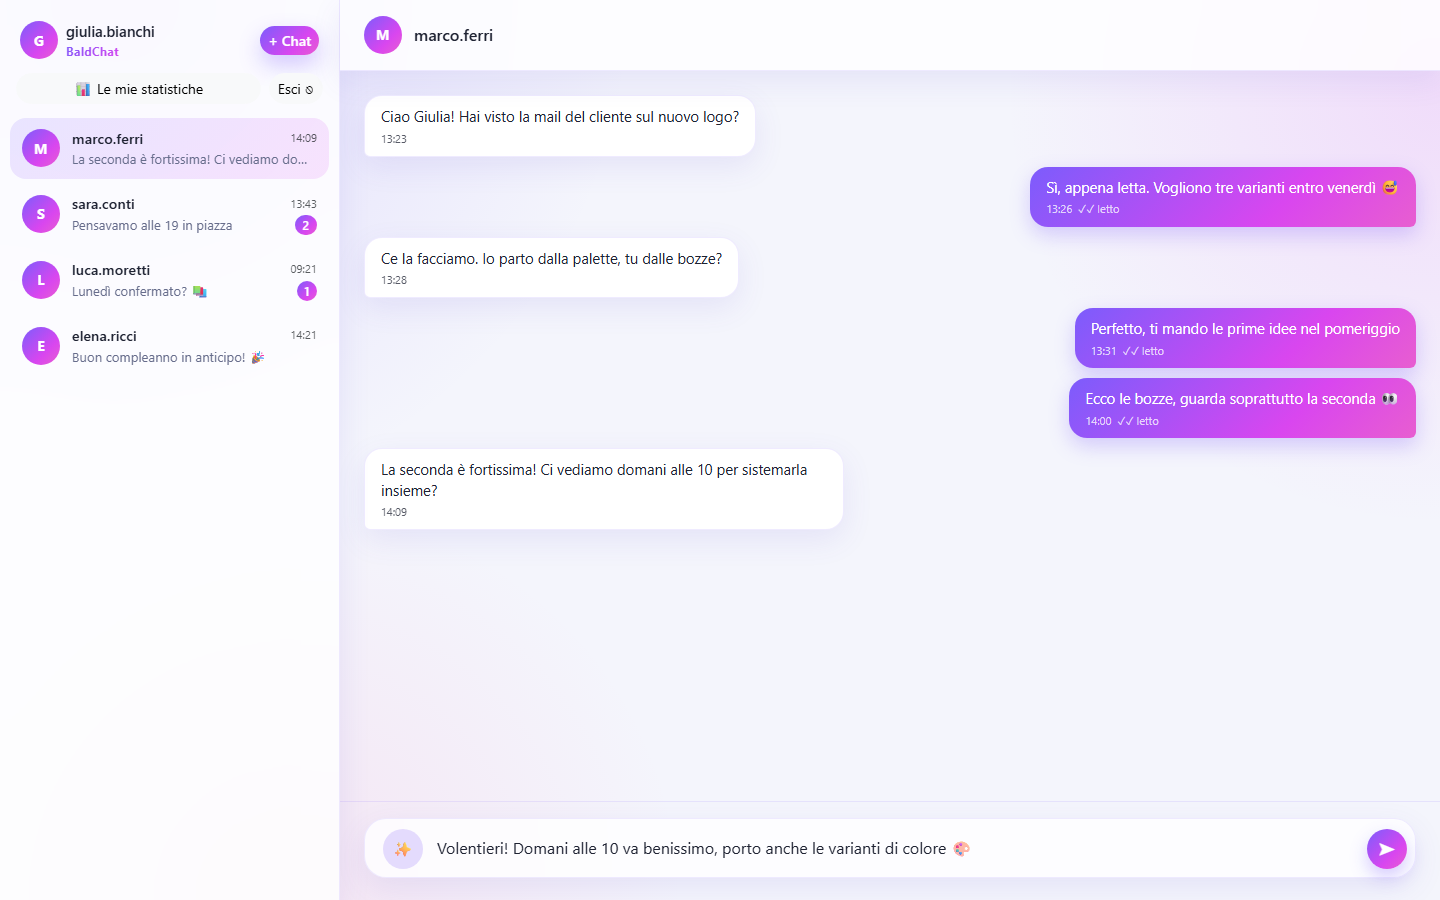 G
giulia.bianchi
BaldChat
+ Chat
📊 Le mie statistiche
Esci
M
marco.ferri
14:09
La seconda è fortissima! Ci vediamo do...
S
sara.conti
13:43
Pensavamo alle 19 in piazza
2
L
luca.moretti
09:21
Lunedì confermato?
1
E
elena.ricci
14:21
Buon compleanno in anticipo! 🎉
M
marco.ferri
Ciao Giulia! Hai visto la mail del cliente sul nuovo logo?
13:23
Sì, appena letta. Vogliono tre varianti entro venerdì 😅
13:26 ✓✓ letto
Ce la facciamo. Io parto dalla palette, tu dalle bozze?
13:28
Perfetto, ti mando le prime idee nel pomeriggio
13:31 ✓✓ letto
Ecco le bozze, guarda soprattutto la seconda 👀
14:00 ✓✓ letto
La seconda è fortissima! Ci vediamo domani alle 10 per sistemarla
insieme?
14:09
✨
Volentieri! Domani alle 10 va benissimo, porto anche le varianti di colore 🎨